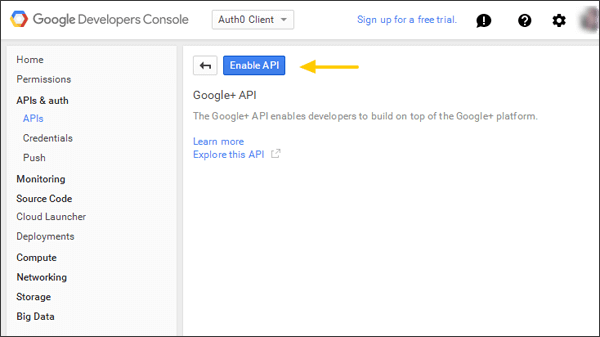 Google Developers Console
Auth0 Client
Sign up for a free trial.
Home
Permissions
APIs & auth
APIs
Credentials
Push
Monitoring
Source Code
Cloud Launcher
Deployments
Compute
Networking
Storage
Big Data
Enable API
Google+ API
The Google+ API enables developers to build on top of the Google+ platform.
Learn more
Explore this API